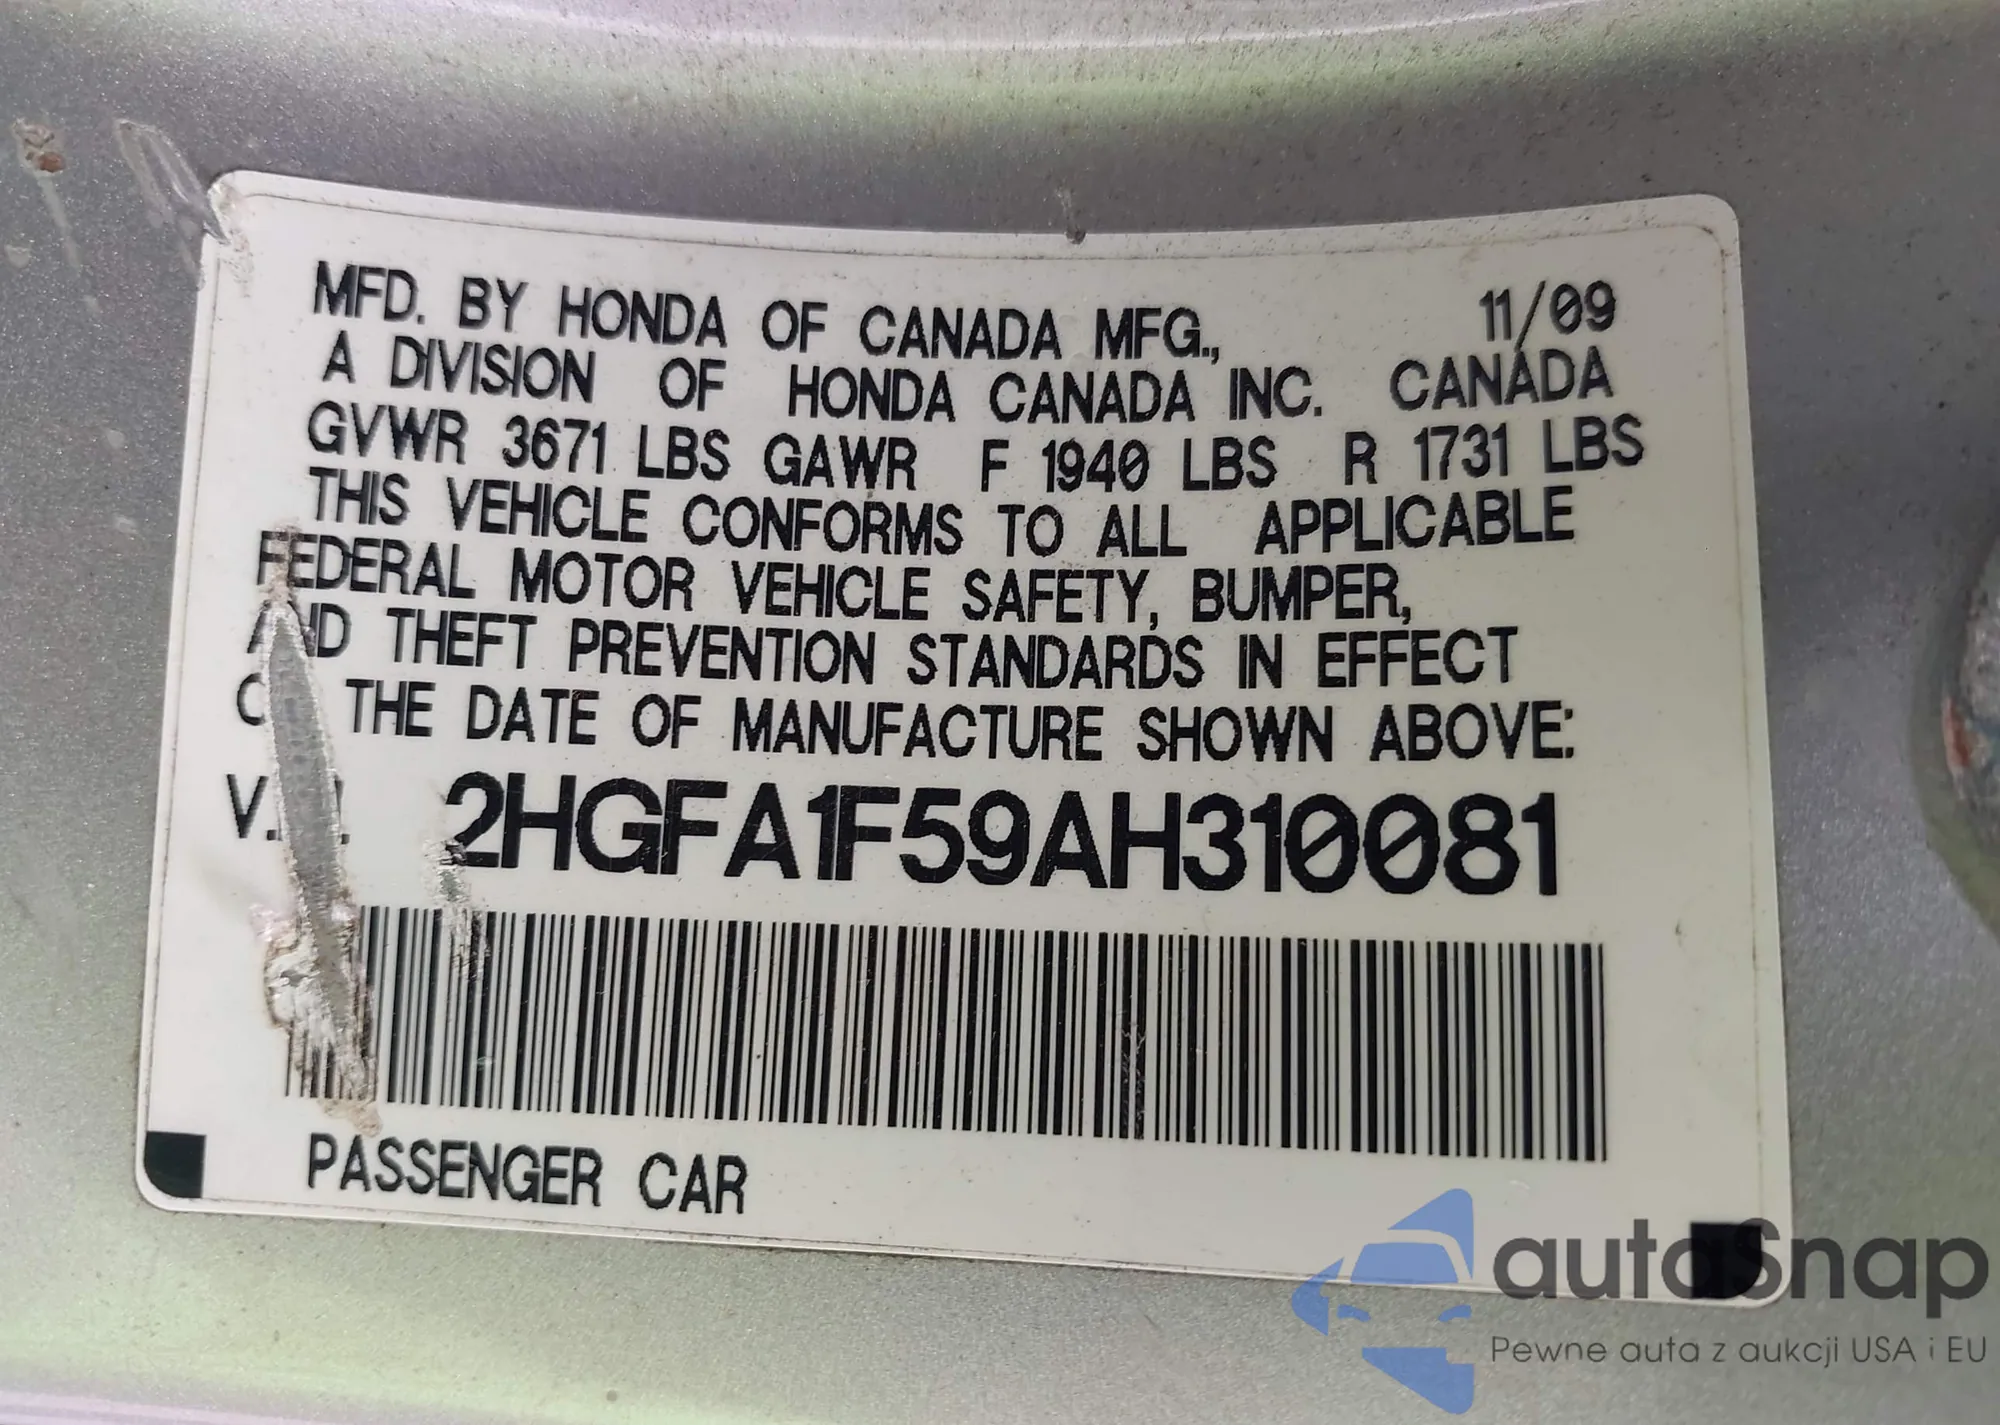 MFD. BY HONDA OF CANADA MFG., 11/09
A DIVISION OF HONDA CANADA INC. CANADA
GVWR 3671 LBS GAWR F 1940 LBS R 1731 LBS
THIS VEHICLE CONFORMS TO ALL APPLICABLE
FEDERAL MOTOR VEHICLE SAFETY, BUMPER,
AND THEFT PREVENTION STANDARDS IN EFFECT
THE DATE OF MANUFACTURE SHOWN ABOVE:
2HGFA1F59AH310081
PASSENGER CAR
autoSnap
Pewne auta z aukcji USA i EU